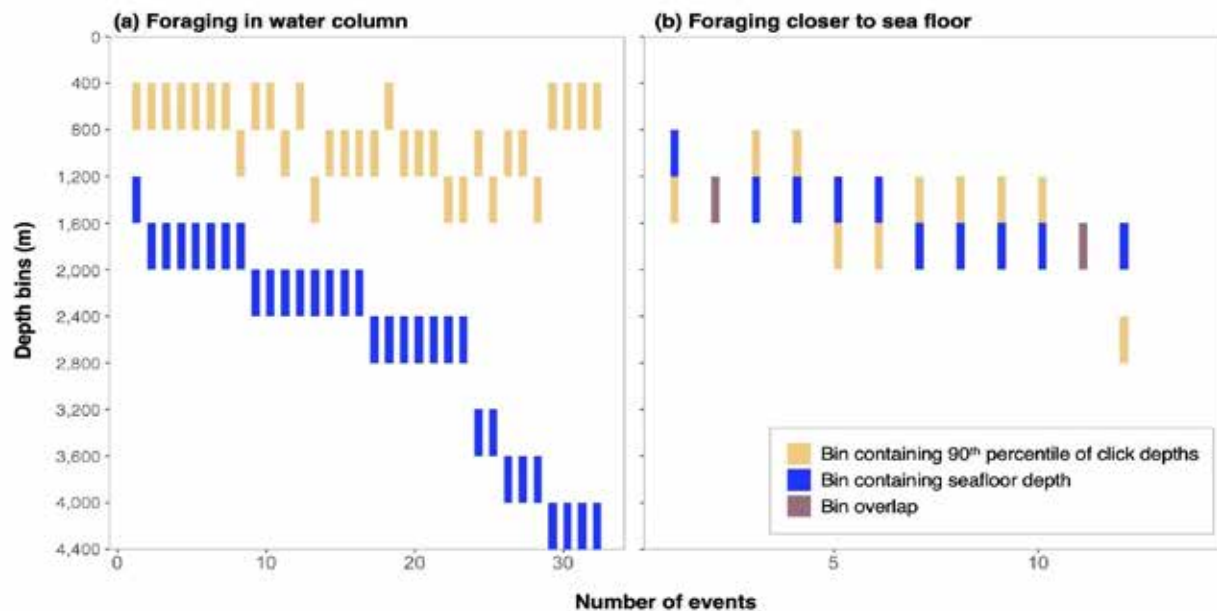 (a) Foraging in water column
(b) Foraging closer to sea floor
0
400
800
1,200
1,600
2,000
2,400
2,800
3,200
3,600
4,000
4,400
Depth bins (m)
0 10 20 30
5 10
Number of events
Bin containing 90th percentile of click depths
Bin containing seafloor depth
Bin overlap